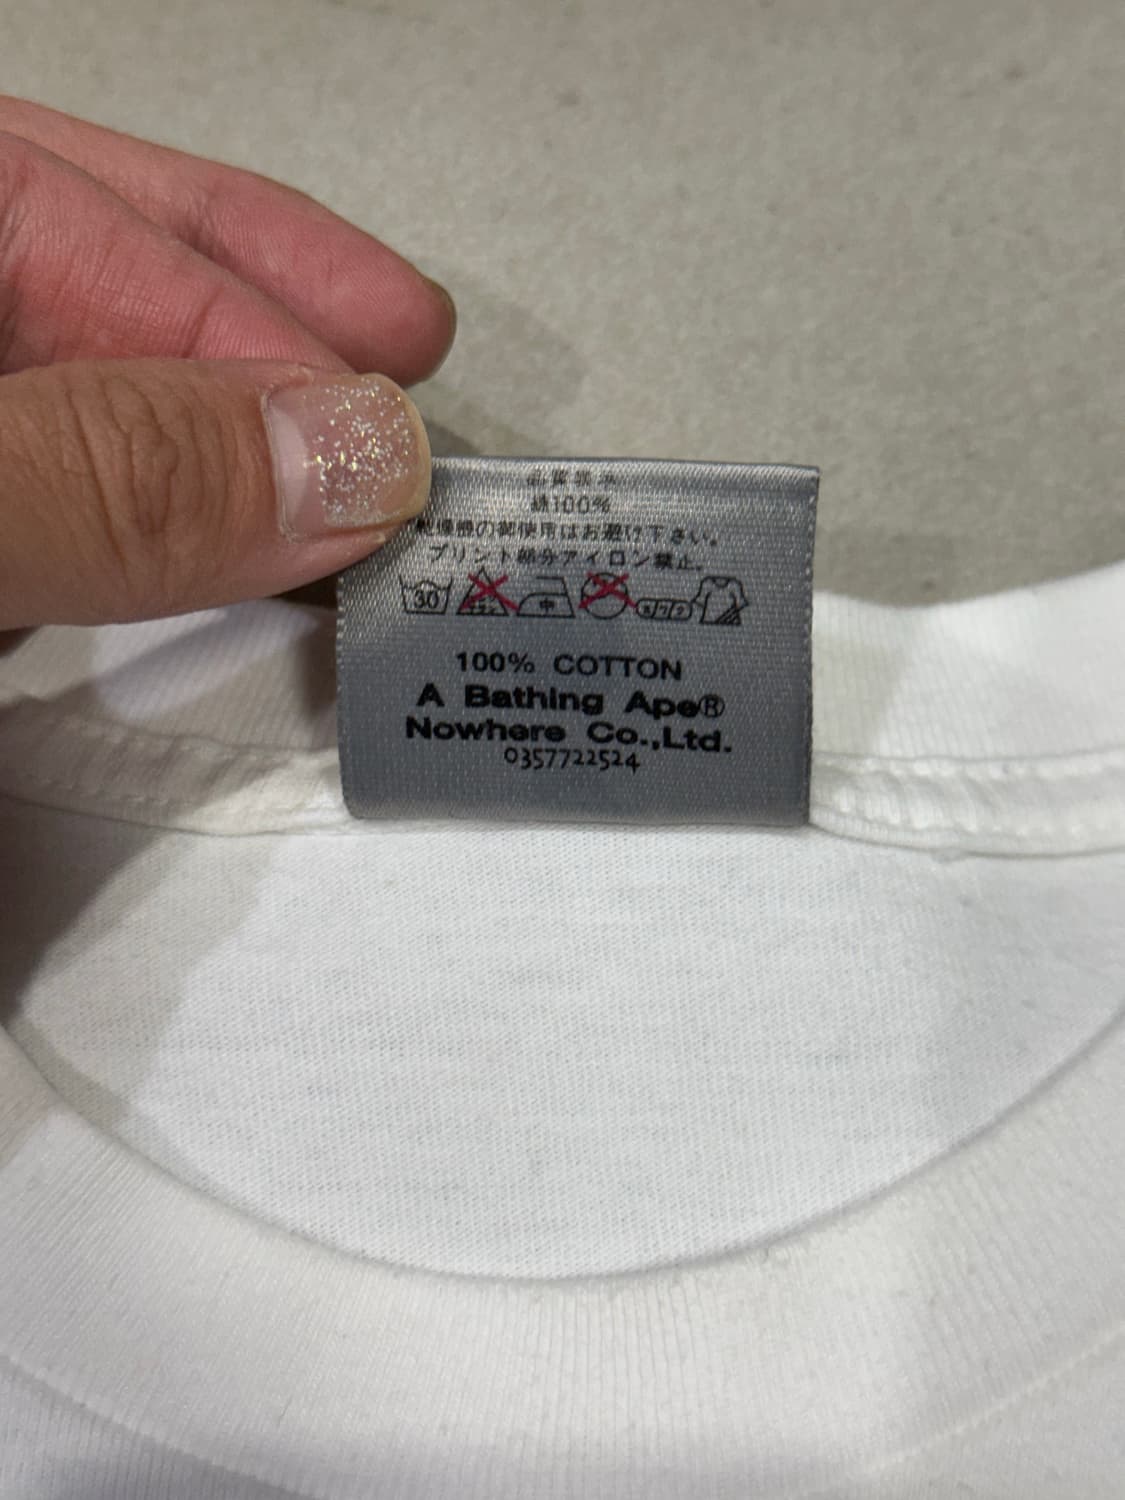 品質表示
綿100%
乾燥機の御使用はお避け下さい。
プリント部分アイロン禁止。
30 中
100% COTTON
A Bathing Ape®
Nowhere Co.,Ltd.
0357722524